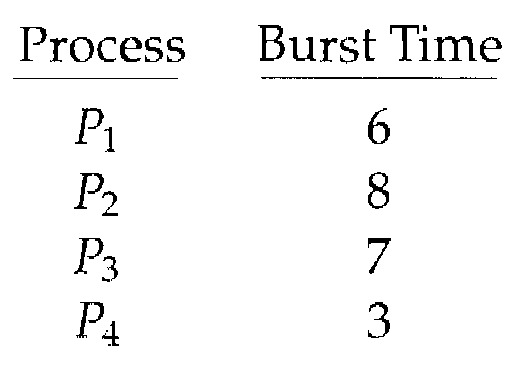 Process Burst Time
P₁ 6
P₂ 8
P₃ 7
P₄ 3